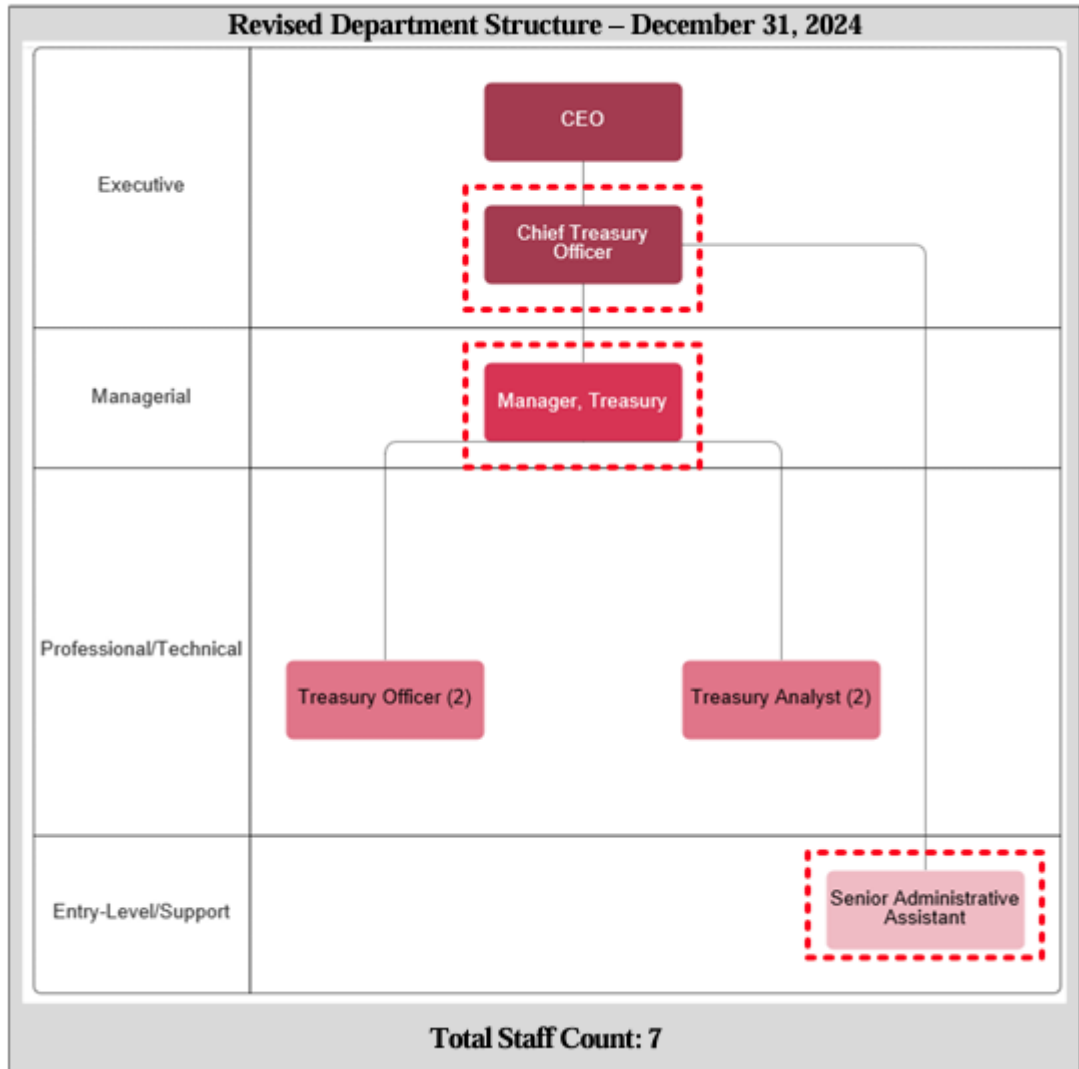 Revised Department Structure – December 31, 2024
Executive
CEO
Chief Treasury
Officer
Managerial
Manager, Treasury
Professional/Technical
Treasury Officer (2)
Treasury Analyst (2)
Entry-Level/Support
Senior Administrative
Assistant
Total Staff Count: 7